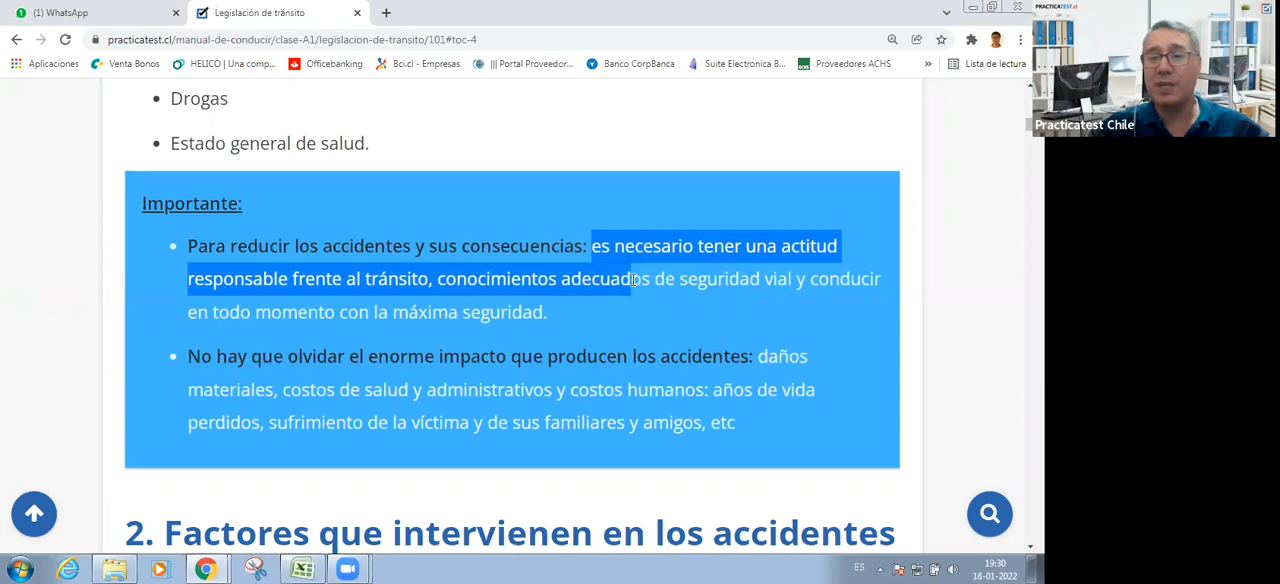 (1) WhatsApp
Legislación de tránsito
practicatest.cl/manual-de-conducir/clase-A1/legislacion-de-transito/101#toc-4
Aplicaciones
Venta Bonos
HELICO | Una comp...
Officebanking
Bci.cl - Empresas
||| Portal Proveedor...
Banco CorpBanca
Suite Electronica B...
Proveedores ACHS
»
Lista de lectura
PRACTICATEST.cl
Practicatest Chile
• Drogas
• Estado general de salud.
Importante:
• Para reducir los accidentes y sus consecuencias: es necesario tener una actitud
responsable frente al tránsito, conocimientos adecuados de seguridad vial y conducir
en todo momento con la máxima seguridad.
• No hay que olvidar el enorme impacto que producen los accidentes: daños
materiales, costos de salud y administrativos y costos humanos: años de vida
perdidos, sufrimiento de la víctima y de sus familiares y amigos, etc
2. Factores que intervienen en los accidentes
ES
19:30
18-01-2022